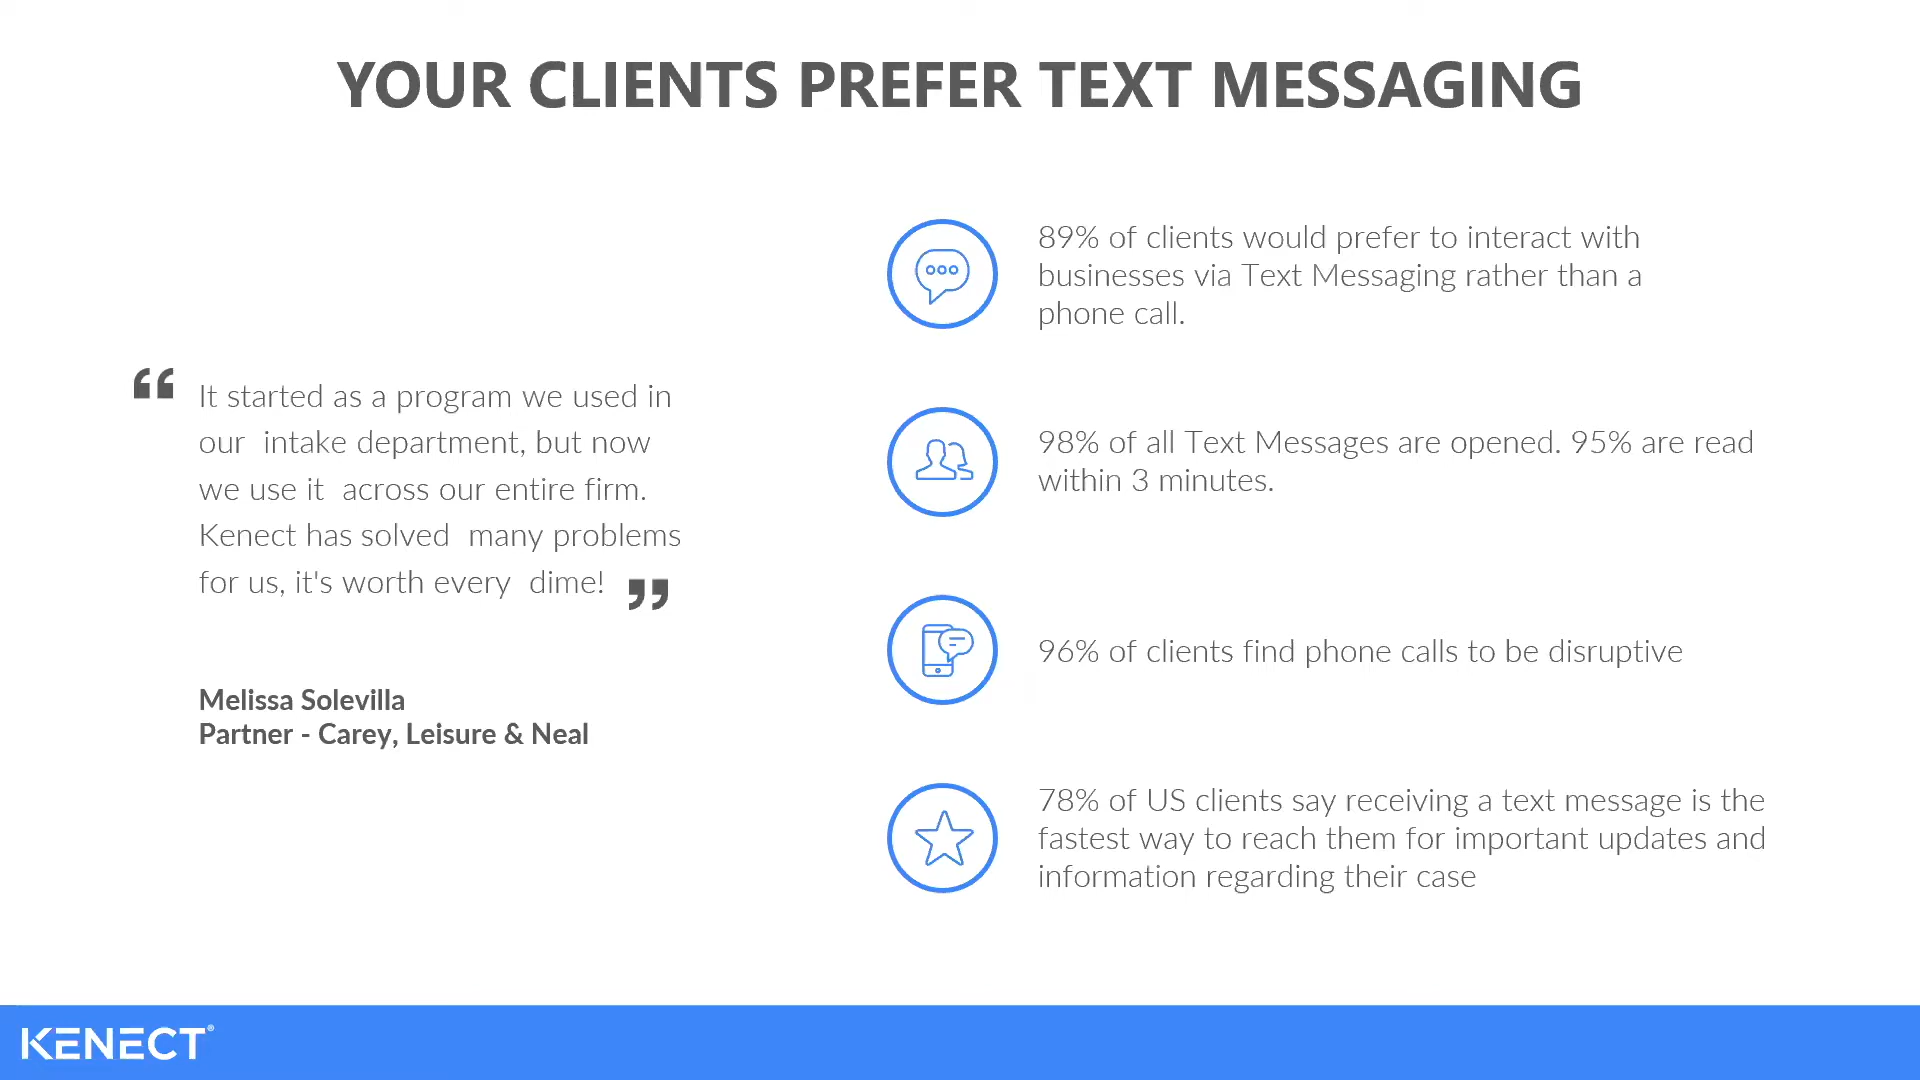 YOUR CLIENTS PREFER TEXT MESSAGING
“ It started as a program we used in
our intake department, but now
we use it across our entire firm.
Kenect has solved many problems
for us, it's worth every dime! ”
Melissa Solevilla
Partner - Carey, Leisure & Neal
89% of clients would prefer to interact with
businesses via Text Messaging rather than a
phone call.
98% of all Text Messages are opened. 95% are read
within 3 minutes.
96% of clients find phone calls to be disruptive
78% of US clients say receiving a text message is the
fastest way to reach them for important updates and
information regarding their case
KENECT®